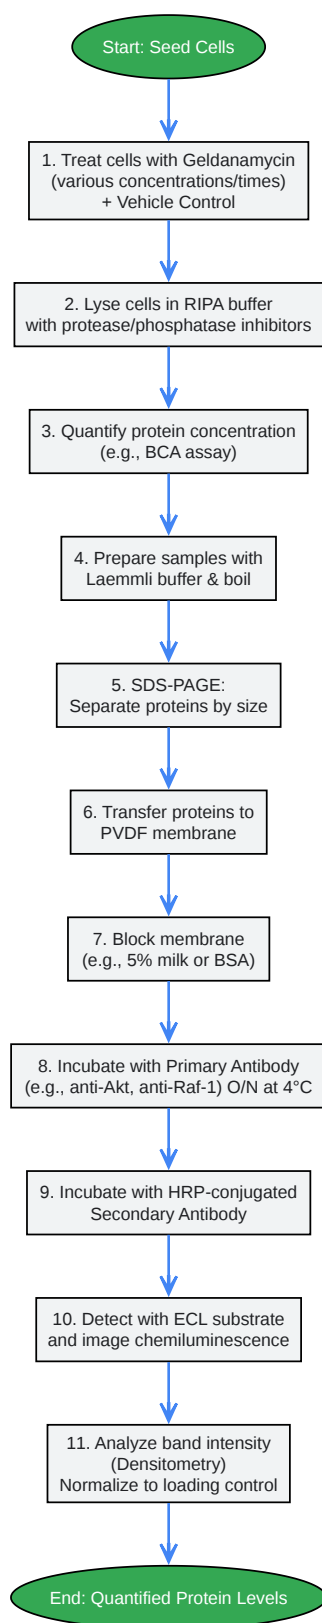 Start: Seed Cells
1. Treat cells with Geldanamycin
(various concentrations/times)
+ Vehicle Control
2. Lyse cells in RIPA buffer
with protease/phosphatase inhibitors
3. Quantify protein concentration
(e.g., BCA assay)
4. Prepare samples with
Laemmli buffer & boil
5. SDS-PAGE:
Separate proteins by size
6. Transfer proteins to
PVDF membrane
7. Block membrane
(e.g., 5% milk or BSA)
8. Incubate with Primary Antibody
(e.g., anti-Akt, anti-Raf-1) O/N at 4°C
9. Incubate with HRP-conjugated
Secondary Antibody
10. Detect with ECL substrate
and image chemiluminescence
11. Analyze band intensity
(Densitometry)
Normalize to loading control
End: Quantified Protein Levels